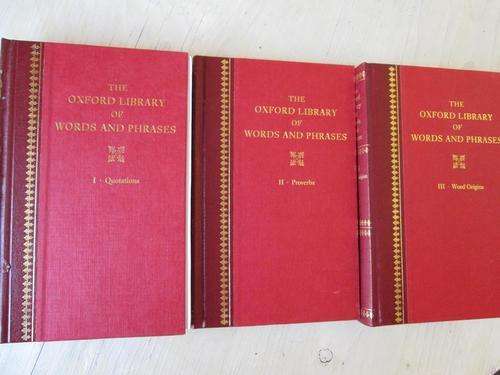 THE
OXFORD LIBRARY
OF
WORDS AND PHRASES
I · Quotations
THE
OXFORD LIBRARY
OF
WORDS AND PHRASES
II · Proverbs
THE
OXFORD LIBRARY
OF
WORDS AND PHRASES
III · Word Origins